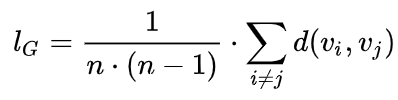 $l_G = \frac{1}{n \cdot (n-1)} \cdot \sum_{i \neq j} d(v_i, v_j)$